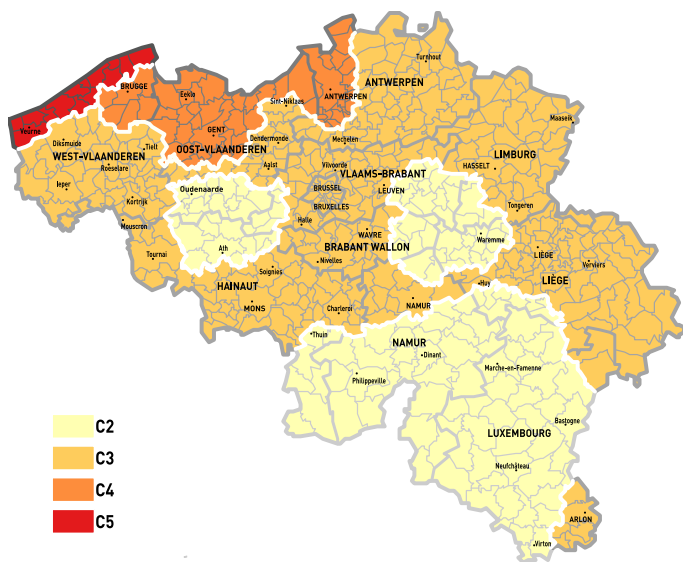 Turnhout
ANTWERPEN
BRUGGE
Eeklo
Sint-Niklaas
ANTWERPEN
Maaseik
Veurne
GENT
Diksmuide
Tielt
OOST-VLAANDEREN
Dendermonde
Mechelen
WEST-VLAANDEREN
Roeselare
Aalst
Vilvoorde
VLAAMS-BRABANT
HASSELT
LIMBURG
Ieper
Oudenaarde
BRUSSEL
LEUVEN
Kortrijk
BRUXELLES
Tongeren
Mouscron
Halle
WAVRE
Waremme
Ath
BRABANT WALLON
LIÈGE
Tournai
Nivelles
Verviers
Soignies
LIÈGE
HAINAUT
Huy
MONS
NAMUR
Charleroi
Thuin
NAMUR
Dinant
Marche-en-Famenne
Philippeville
Bastogne
C2
LUXEMBOURG
C3
Neufchâteau
C4
C5
ARLON
Virton